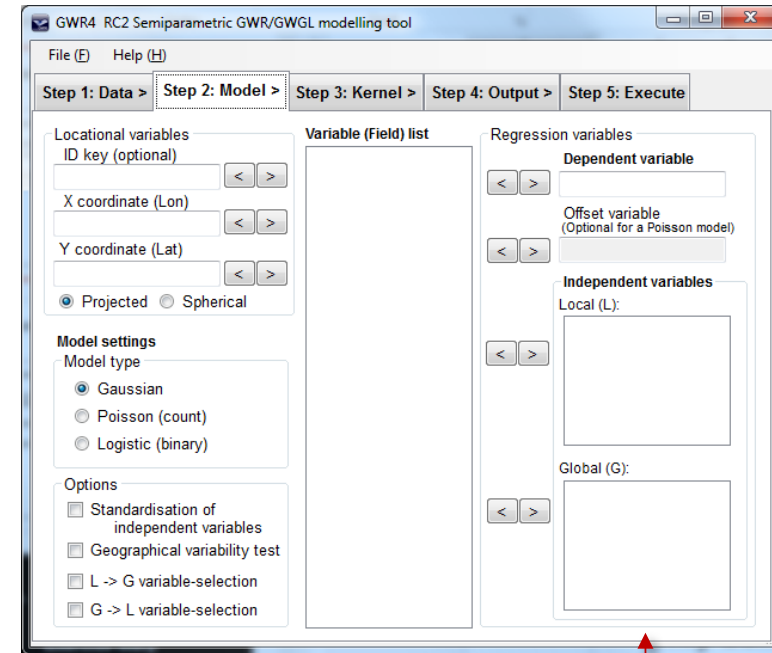 GWR4 RC2 Semiparametric GWR/GWGL modelling tool
File (F) Help (H)
Step 1: Data > Step 2: Model > Step 3: Kernel > Step 4: Output > Step 5: Execute
Locational variables
ID key (optional)
< >
X coordinate (Lon)
< >
Y coordinate (Lat)
< >
Projected Spherical
Model settings
Model type
Gaussian
Poisson (count)
Logistic (binary)
Options
Standardisation of
independent variables
Geographical variability test
L -> G variable-selection
G -> L variable-selection
Variable (Field) list
Regression variables
Dependent variable
< >
Offset variable
(Optional for a Poisson model)
< >
Independent variables
Local (L):
< >
Global (G):
< >